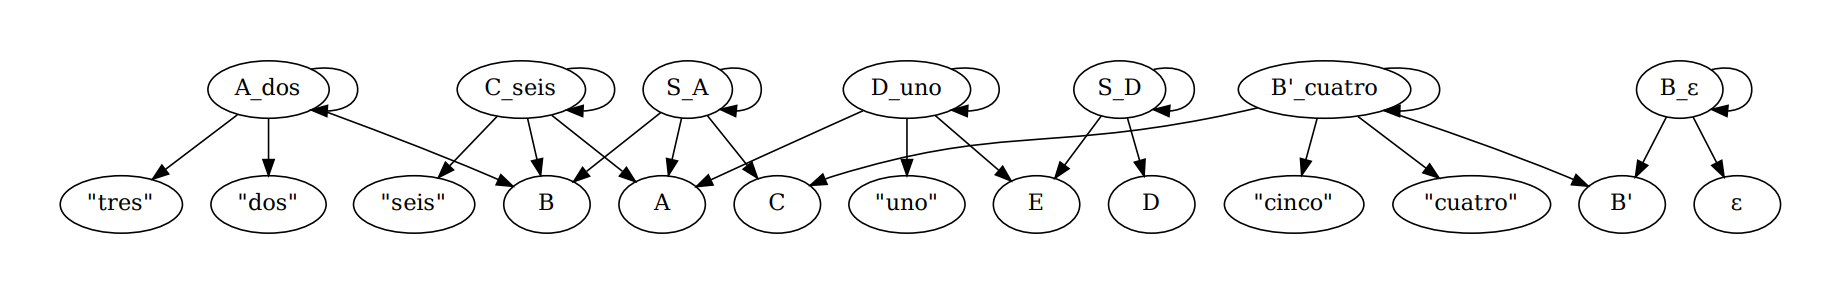 A_dos C_seis S_A D_uno S_D B'_cuatro B_ε
"tres" "dos" "seis" B A C "uno" E D "cinco" "cuatro" B' ε